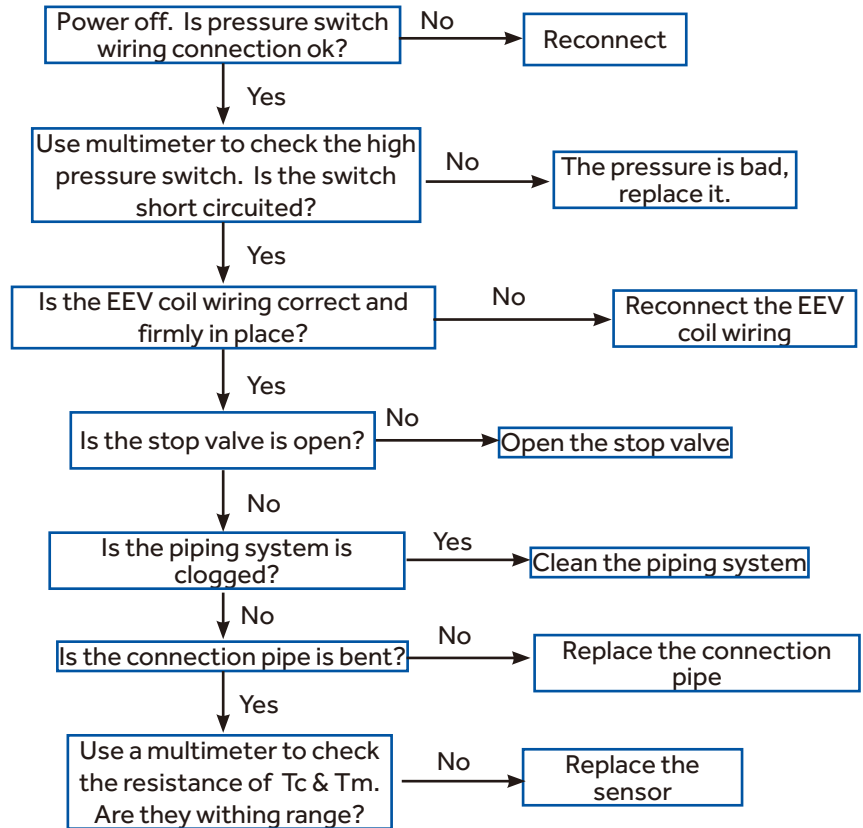 Power off. Is pressure switch
wiring connection ok?
No
Reconnect
Yes
Use multimeter to check the high
pressure switch. Is the switch
short circuited?
No
The pressure is bad,
replace it.
Yes
Is the EEV coil wiring correct and
firmly in place?
No
Reconnect the EEV
coil wiring
Yes
Is the stop valve is open?
No
Open the stop valve
No
Is the piping system is
clogged?
Yes
Clean the piping system
No
Is the connection pipe is bent?
No
Replace the connection
pipe
Yes
Use a multimeter to check
the resistance of Tc & Tm.
Are they withing range?
No
Replace the
sensor